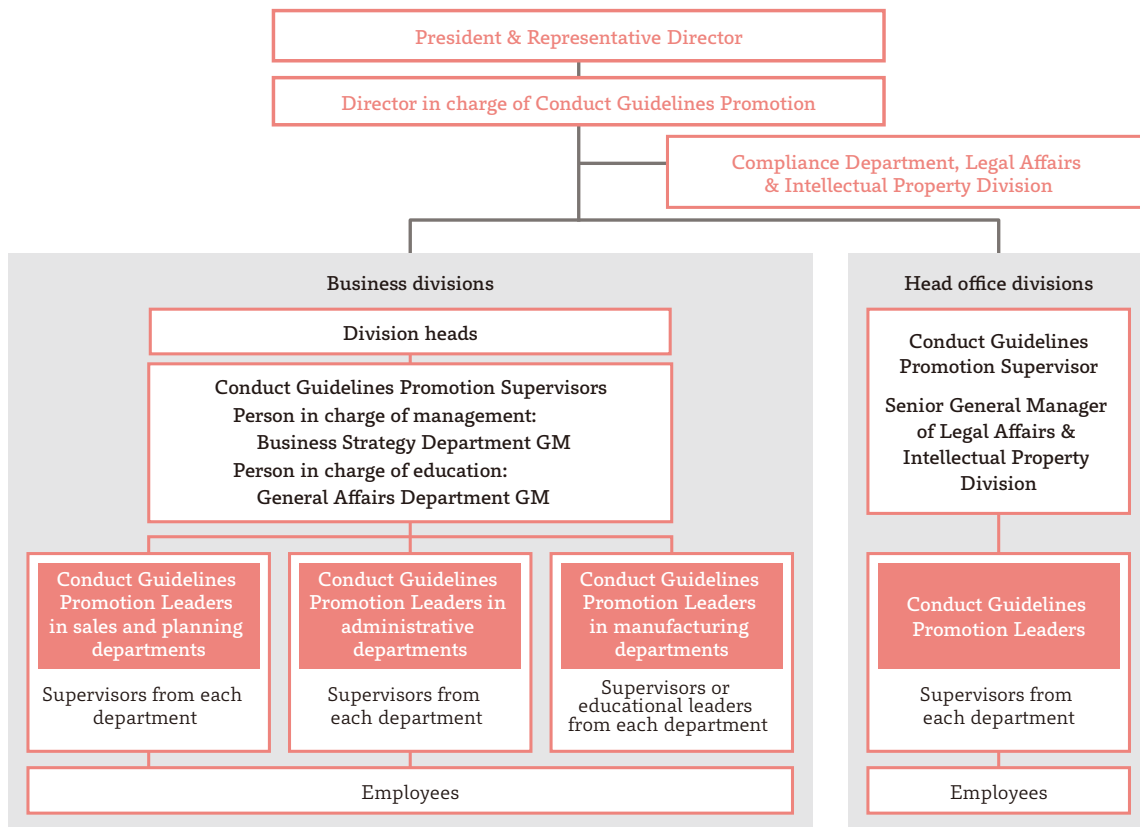 President & Representative Director
Director in charge of Conduct Guidelines Promotion
Compliance Department, Legal Affairs
& Intellectual Property Division
Business divisions
Division heads
Conduct Guidelines Promotion Supervisors
Person in charge of management:
Business Strategy Department GM
Person in charge of education:
General Affairs Department GM
Conduct Guidelines
Promotion Leaders
in sales and planning
departments
Supervisors from each
department
Conduct Guidelines
Promotion Leaders in
administrative
departments
Supervisors from
each department
Conduct Guidelines
Promotion Leaders
in manufacturing
departments
Supervisors or
educational leaders
from each department
Employees
Head office divisions
Conduct Guidelines
Promotion Supervisor
Senior General Manager
of Legal Affairs &
Intellectual Property
Division
Conduct Guidelines
Promotion Leaders
Supervisors from
each department
Employees